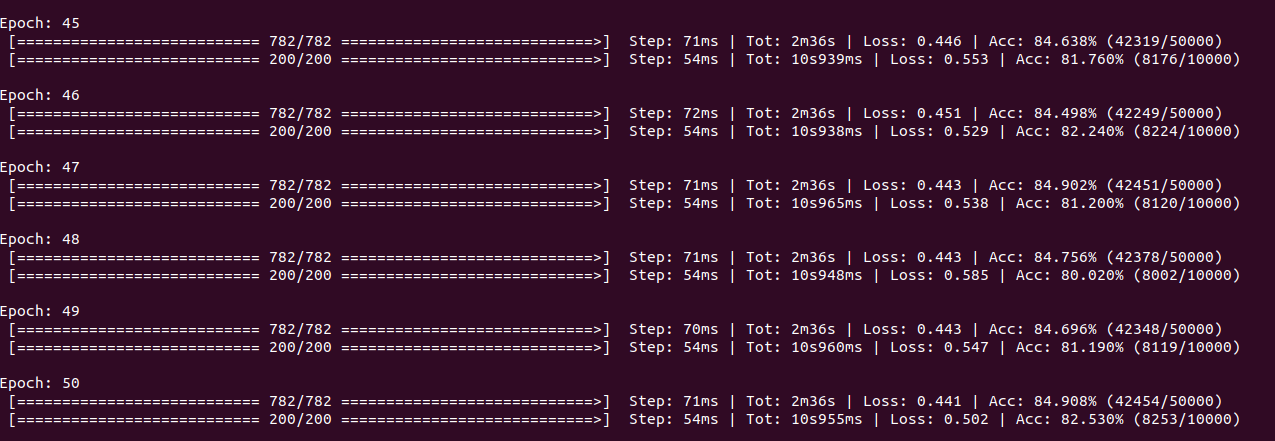 Epoch: 45
[=========================== 782/782 ============================>] Step: 71ms | Tot: 2m36s | Loss: 0.446 | Acc: 84.638% (42319/50000)
[=========================== 200/200 ============================>] Step: 54ms | Tot: 10s939ms | Loss: 0.553 | Acc: 81.760% (8176/10000)
Epoch: 46
[=========================== 782/782 ============================>] Step: 72ms | Tot: 2m36s | Loss: 0.451 | Acc: 84.498% (42249/50000)
[=========================== 200/200 ============================>] Step: 54ms | Tot: 10s938ms | Loss: 0.529 | Acc: 82.240% (8224/10000)
Epoch: 47
[=========================== 782/782 ============================>] Step: 71ms | Tot: 2m36s | Loss: 0.443 | Acc: 84.902% (42451/50000)
[=========================== 200/200 ============================>] Step: 54ms | Tot: 10s965ms | Loss: 0.538 | Acc: 81.200% (8120/10000)
Epoch: 48
[=========================== 782/782 ============================>] Step: 71ms | Tot: 2m36s | Loss: 0.443 | Acc: 84.756% (42378/50000)
[=========================== 200/200 ============================>] Step: 54ms | Tot: 10s948ms | Loss: 0.585 | Acc: 80.020% (8002/10000)
Epoch: 49
[=========================== 782/782 ============================>] Step: 70ms | Tot: 2m36s | Loss: 0.443 | Acc: 84.696% (42348/50000)
[=========================== 200/200 ============================>] Step: 54ms | Tot: 10s960ms | Loss: 0.547 | Acc: 81.190% (8119/10000)
Epoch: 50
[=========================== 782/782 ============================>] Step: 71ms | Tot: 2m36s | Loss: 0.441 | Acc: 84.908% (42454/50000)
[=========================== 200/200 ============================>] Step: 54ms | Tot: 10s955ms | Loss: 0.502 | Acc: 82.530% (8253/10000)